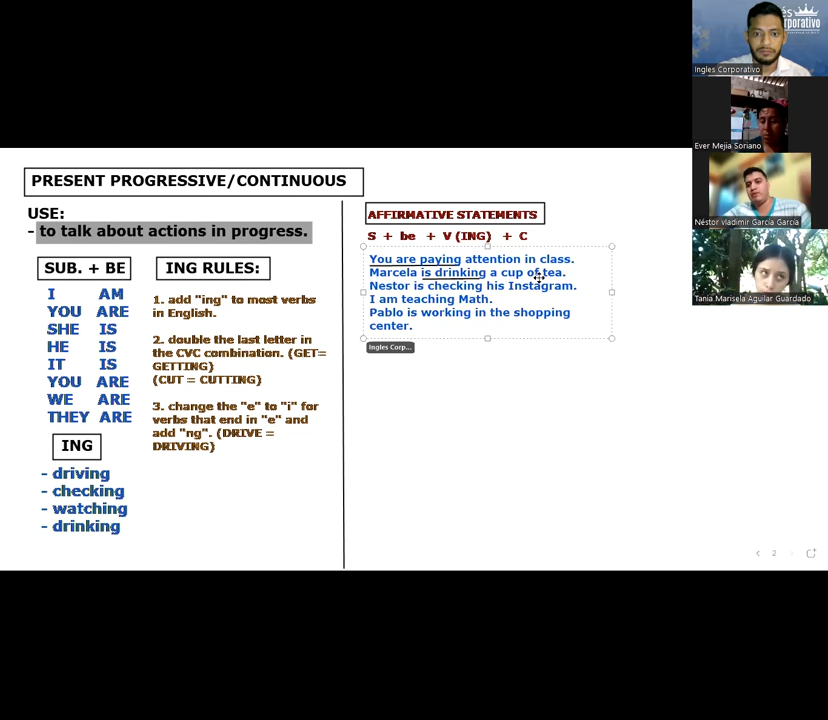 PRESENT PROGRESSIVE/CONTINUOUS
USE:
- to talk about actions in progress.
SUB. + BE
I AM
YOU ARE
SHE IS
HE IS
IT IS
YOU ARE
WE ARE
THEY ARE
ING
- driving
- checking
- watching
- drinking
ING RULES:
1. add "ing" to most verbs
in English.
2. double the last letter in
the CVC combination. (GET=
GETTING)
(CUT = CUTTING)
3. change the "e" to "i" for
verbs that end in "e" and
add "ng". (DRIVE =
DRIVING)
AFFIRMATIVE STATEMENTS
S + be + V (ING) + C
You are paying attention in class.
Marcela is drinking a cup of tea.
Nestor is checking his Instagram.
I am teaching Math.
Pablo is working in the shopping
center.
Ingles Corp...
2
Ingles Corporativo
Ever Mejia Soriano
Néstor vladimir García García
Tania Marisela Aguilar Guardado